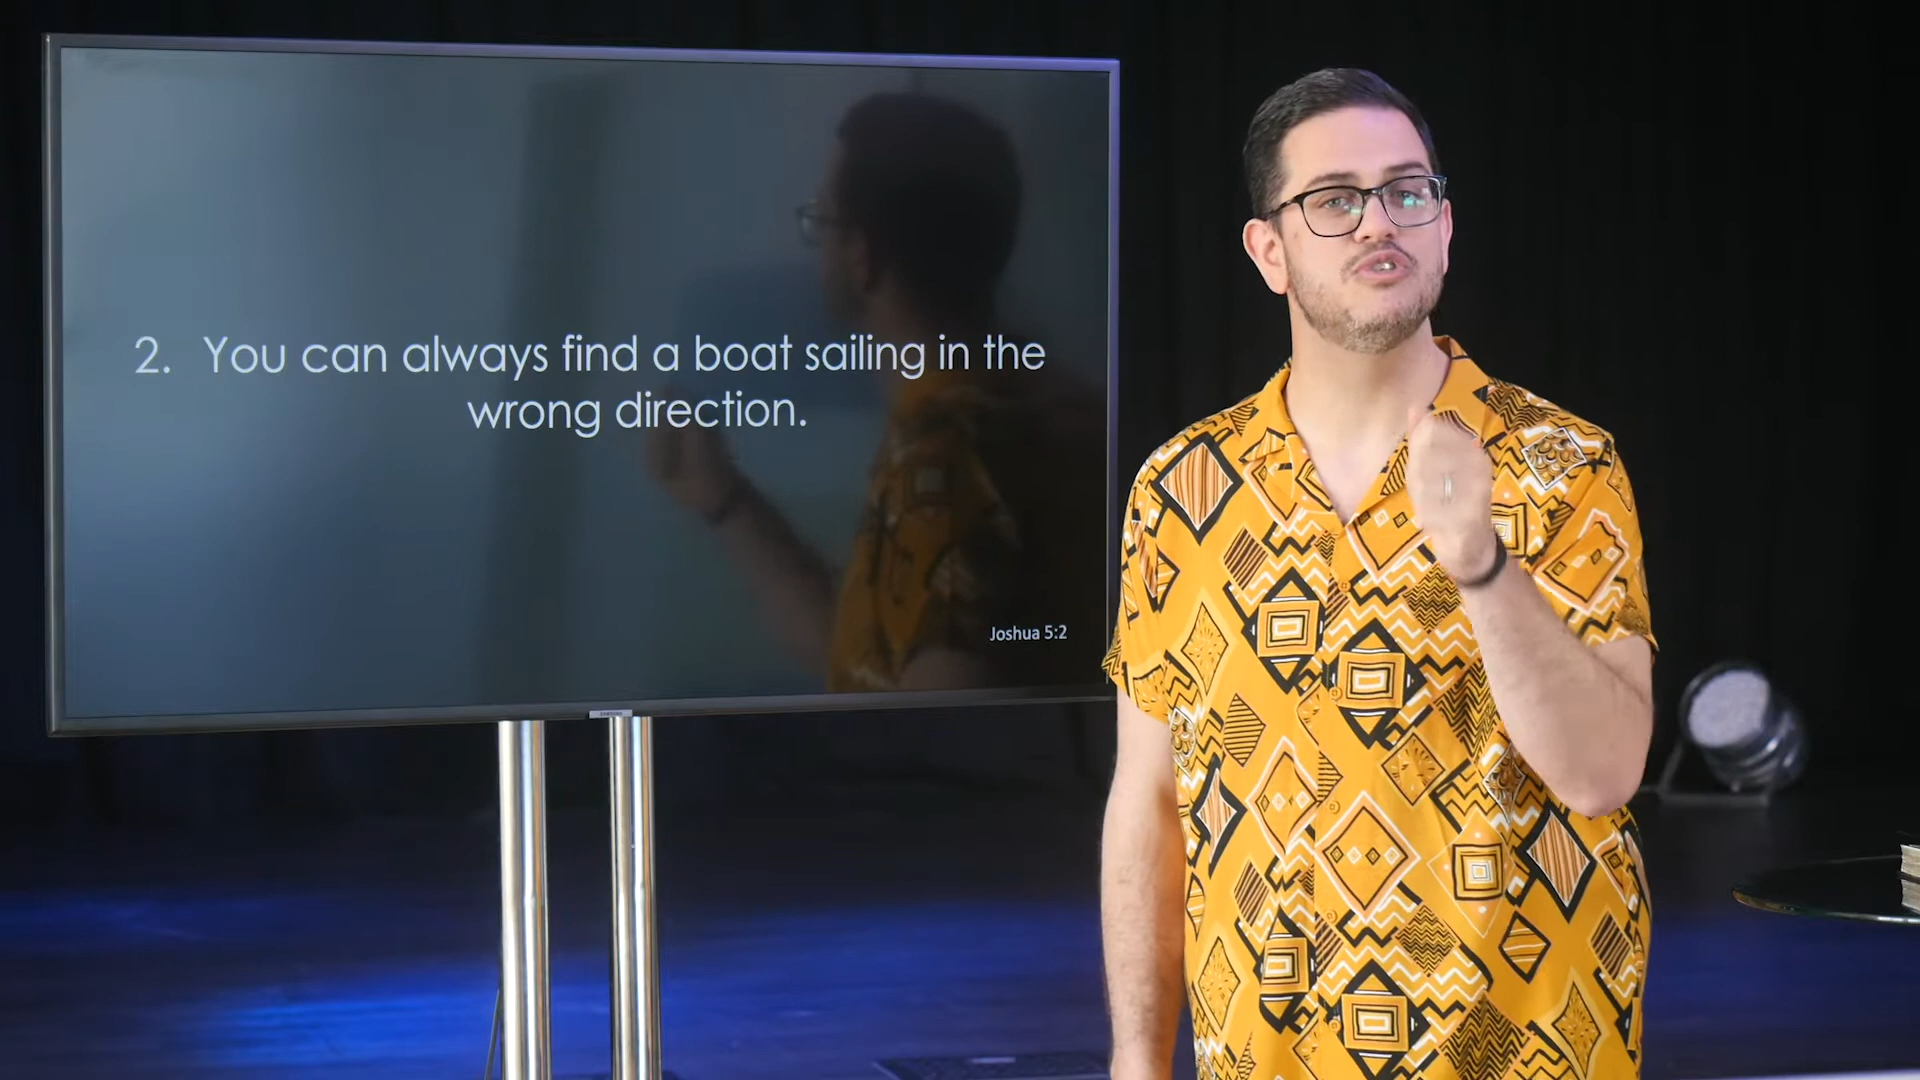 2. You can always find a boat sailing in the
wrong direction.
Joshua 5:2